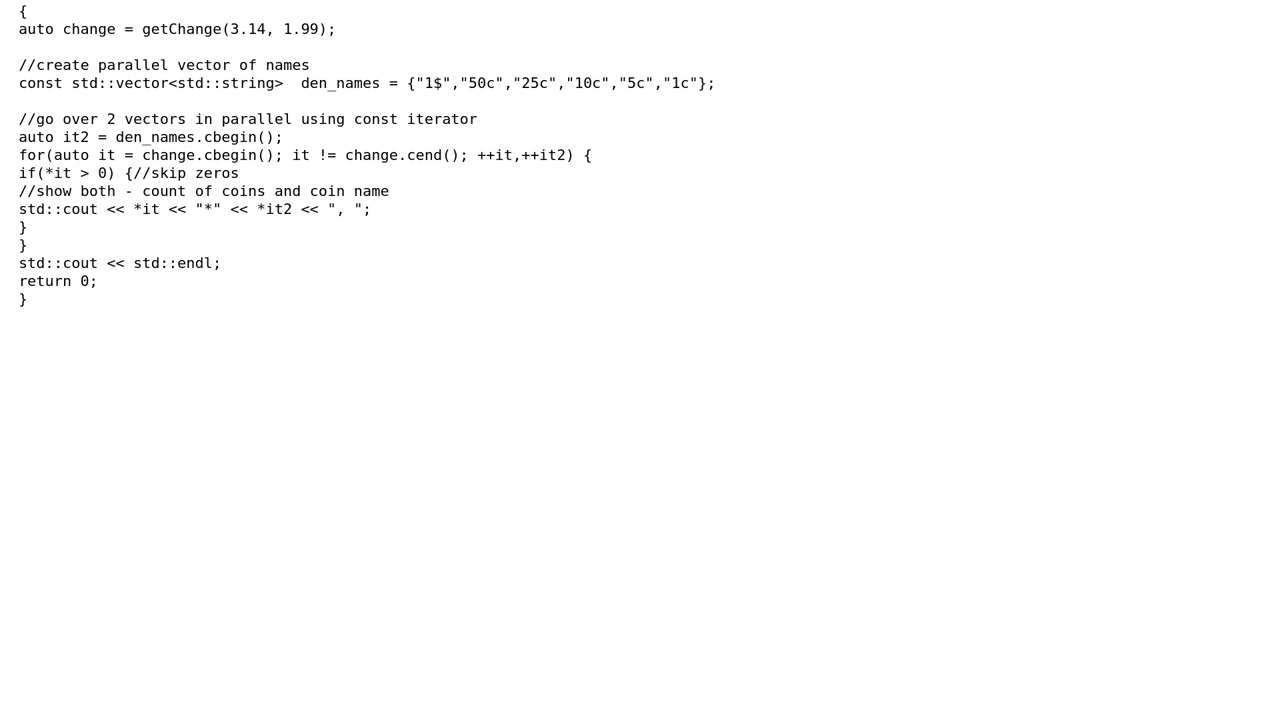 {
auto change = getChange(3.14, 1.99);

//create parallel vector of names
const std::vector<std::string>  den_names = {"1$","50c","25c","10c","5c","1c"};

//go over 2 vectors in parallel using const iterator
auto it2 = den_names.cbegin();
for(auto it = change.cbegin(); it != change.cend(); ++it,++it2) {
if(*it > 0) {//skip zeros
//show both - count of coins and coin name
std::cout << *it << "*" << *it2 << ", ";
}
}
std::cout << std::endl;
return 0;
}